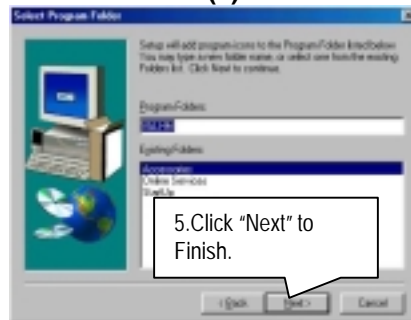 Select Program Folder
Setup will add program icons to the Program Folder listed below.
You may type a new folder name, or select one from the existing
Folders list. Click Next to continue.
Program Folders:
Existing Folders:
Accessories
Online Services
StartUp
5.Click “Next” to
Finish.
< Back
Next >
Cancel